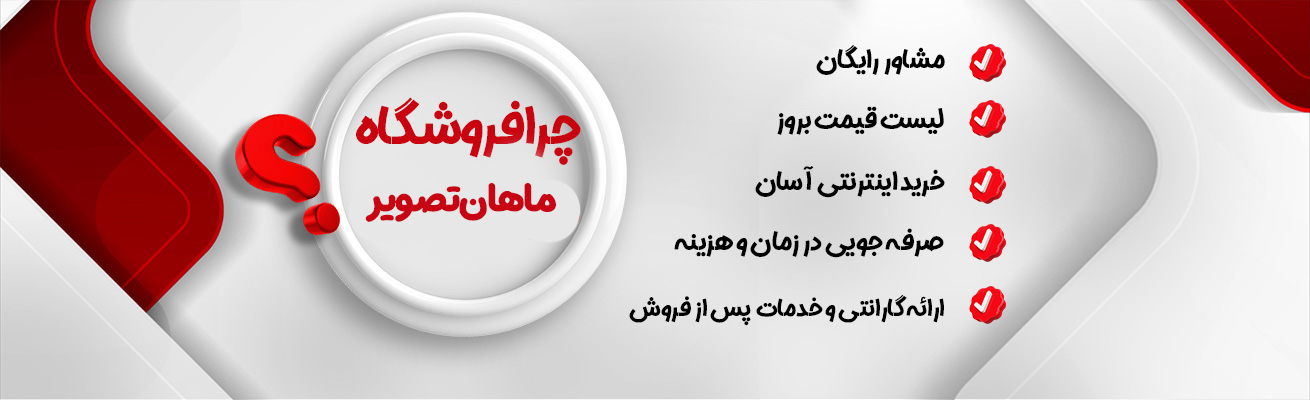 چرا فروشگاه
ماهان تصویر
؟
مشاور رایگان
لیست قیمت بروز
خرید اینترنتی آسان
صرفه جویی در زمان و هزینه
ارائه گارانتی و خدمات پس از فروش